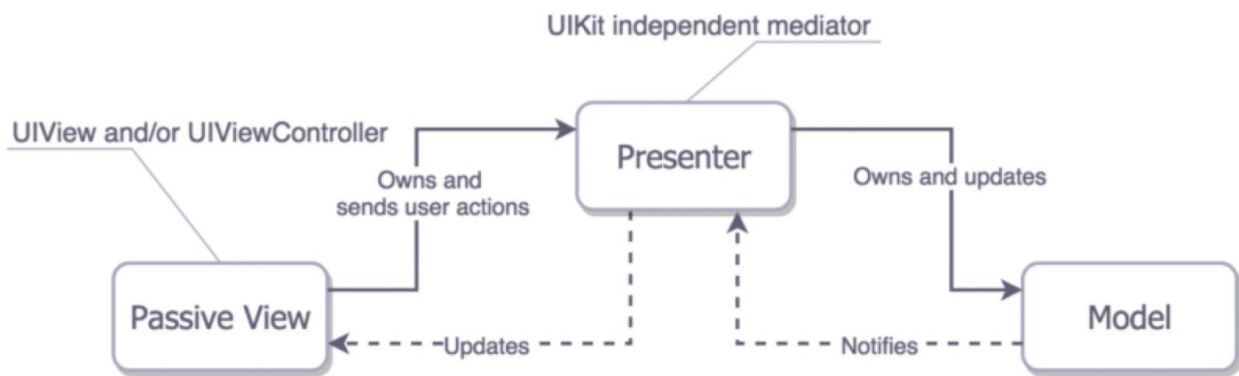 UIKit independent mediator
UIView and/or UIViewController
Presenter
Owns and
sends user actions
Owns and updates
Passive View
Updates
Notifies
Model